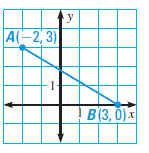 y
A(−2, 3)
1
1 B(3, 0) x